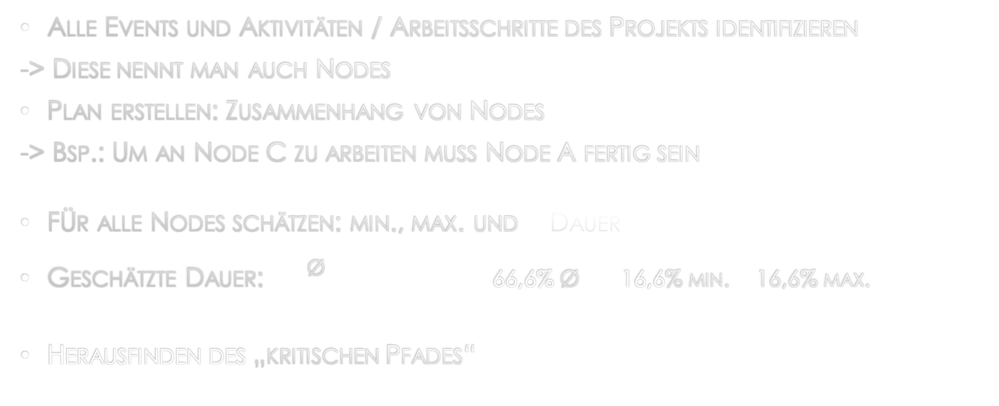 • Alle Events und Aktivitäten / Arbeitsschritte des Projekts identifizieren
-> Diese nennt man auch Nodes
• Plan erstellen: Zusammenhang von Nodes
-> Bsp.: Um an Node C zu arbeiten muss Node A fertig sein
• Für alle Nodes schätzen: min., max. und Dauer
• Geschätzte Dauer: Ø 66,6% Ø 16,6% min. 16,6% max.
• Herausfinden des „kritischen Pfades“